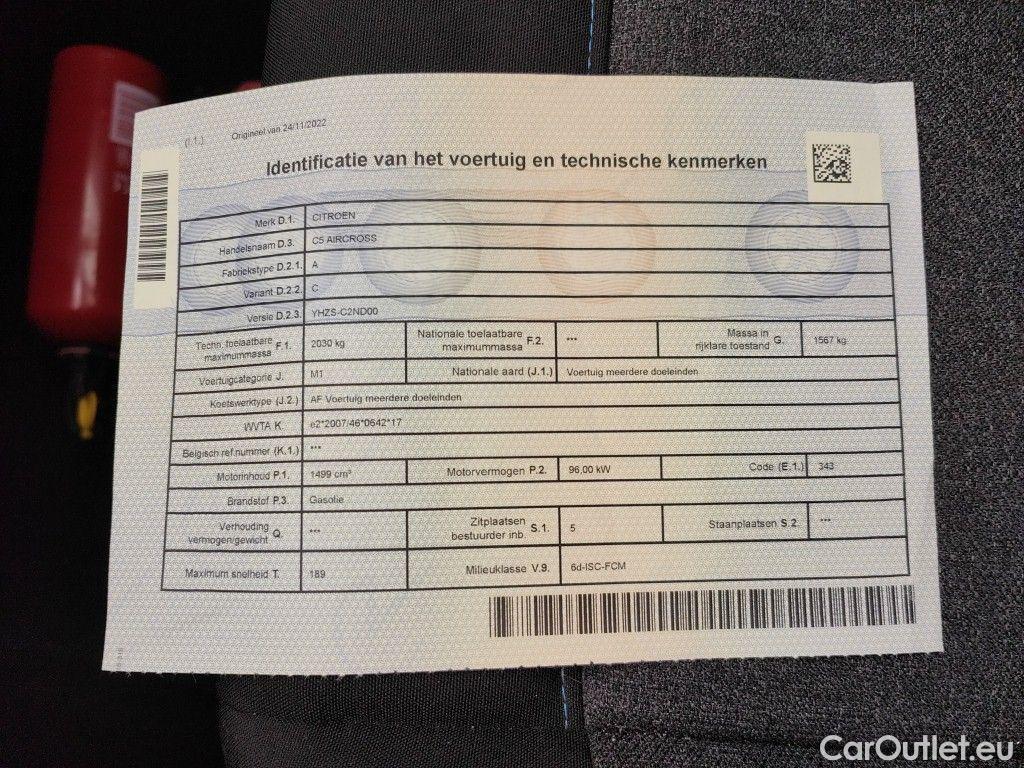 (I.1.) Origineel van 24/11/2022
Identificatie van het voertuig en technische kenmerken
Merk D.1. CITROEN
Handelsnaam D.3. C5 AIRCROSS
Fabriekstype D.2.1. A
Variant D.2.2. C
Versie D.2.3. YHZS-C2ND00
Techn. toelaatbare maximummassa F.1. 2030 kg Nationale toelaatbare maximummassa F.2. *** Massa in rijklare toestand G. 1567 kg
Voertuigcategorie J. M1 Nationale aard (J.1.) Voertuig meerdere doeleinden
Koetswerktype (J.2.) AF Voertuig meerdere doeleinden
WVTA K. e2*2007/46*0642*17
Belgisch ref.nummer (K.1.) ***
Motorinhoud P.1. 1499 cm³ Motorvermogen P.2. 96,00 kW Code (E.1.) 343
Brandstof P.3. Gasolie
Verhouding vermogen/gewicht Q. *** Zitplaatsen bestuurder inb. S.1. 5 Staanplaatsen S.2. ***
Maximum snelheid T. 189 Milieuklasse V.9. 6d-ISC-FCM
CarOutlet.eu